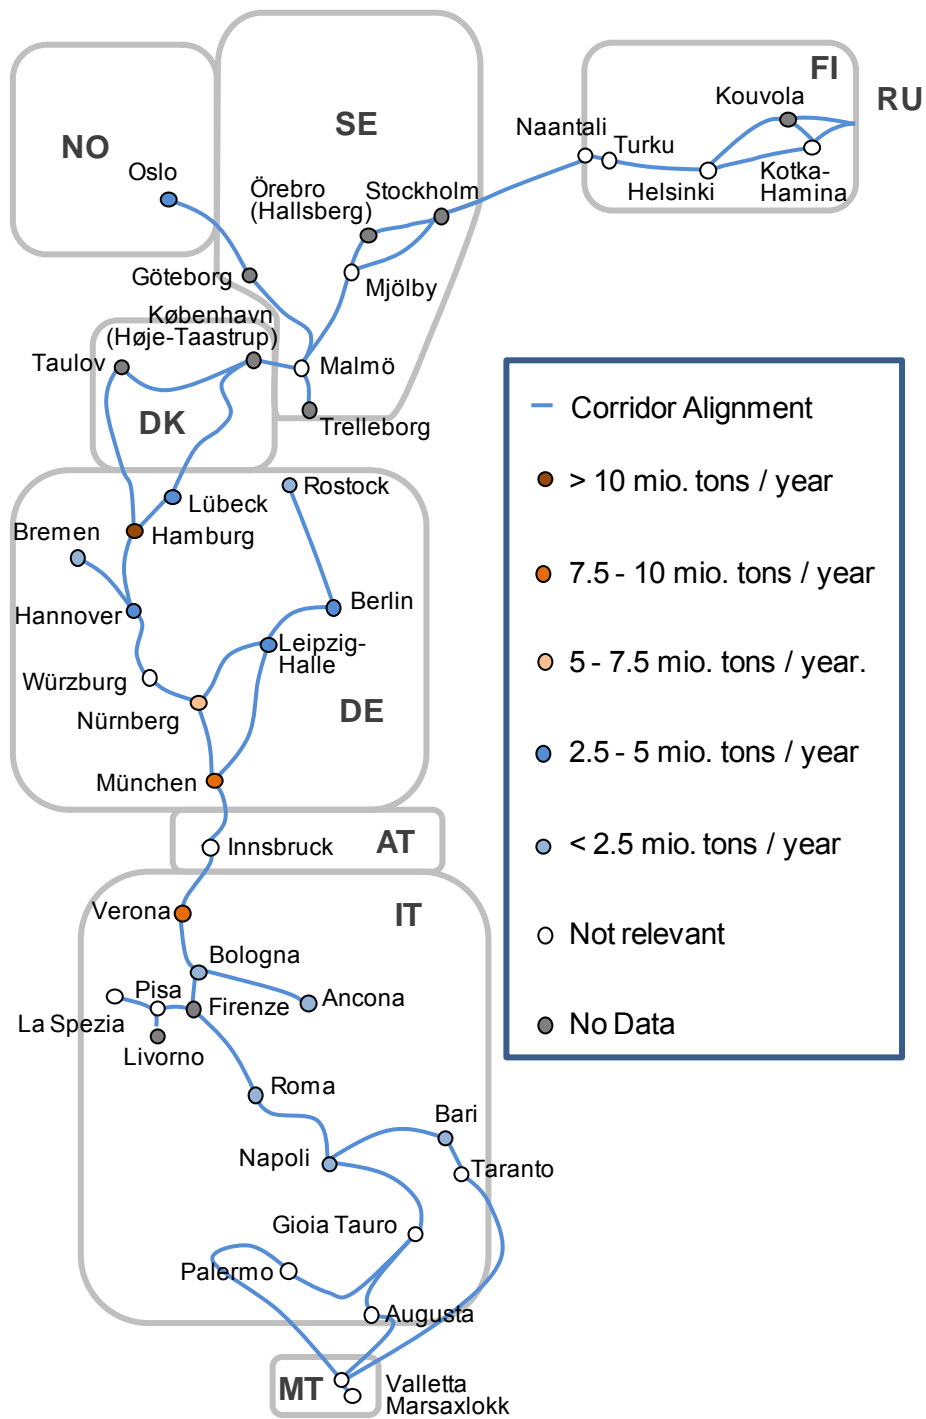 FI
RU
Kouvola
SE
NO
Naantali
Turku
Oslo
Örebro
(Hallsberg)
Stockholm
Helsinki
Kotka-
Hamina
Göteborg
Mjölby
København
(Høje-Taastrup)
Taulov
Malmö
DK
Trelleborg
Corridor Alignment
> 10 mio. tons / year
7.5 - 10 mio. tons / year
5 - 7.5 mio. tons / year.
2.5 - 5 mio. tons / year
< 2.5 mio. tons / year
Not relevant
No Data
Lübeck
Rostock
Bremen
Hamburg
Hannover
Berlin
Leipzig-
Halle
Würzburg
Nürnberg
DE
München
Innsbruck
AT
Verona
IT
Bologna
Pisa
Ancona
La Spezia
Firenze
Livorno
Roma
Bari
Napoli
Taranto
Gioia Tauro
Palermo
Augusta
MT
Valletta
Marsaxlokk